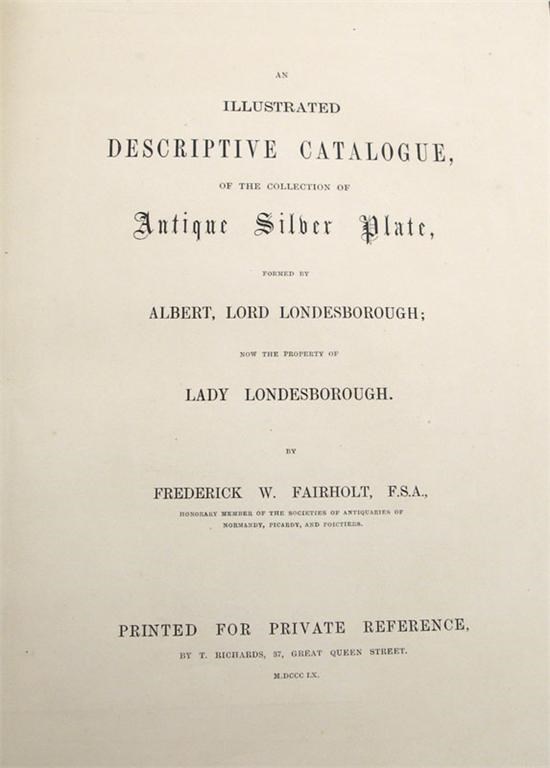 AN
ILLUSTRATED
DESCRIPTIVE CATALOGUE,
OF THE COLLECTION OF
Antique Silver Plate,
FORMED BY
ALBERT, LORD LONDESBOROUGH;
NOW THE PROPERTY OF
LADY LONDESBOROUGH.
BY
FREDERICK W. FAIRHOLT, F.S.A.,
HONORARY MEMBER OF THE SOCIETIES OF ANTIQUARIES OF
NORMANDY, PICARDY, AND POICTIERS.
PRINTED FOR PRIVATE REFERENCE,
BY T. RICHARDS, 37, GREAT QUEEN STREET.
M.DCCC LX.